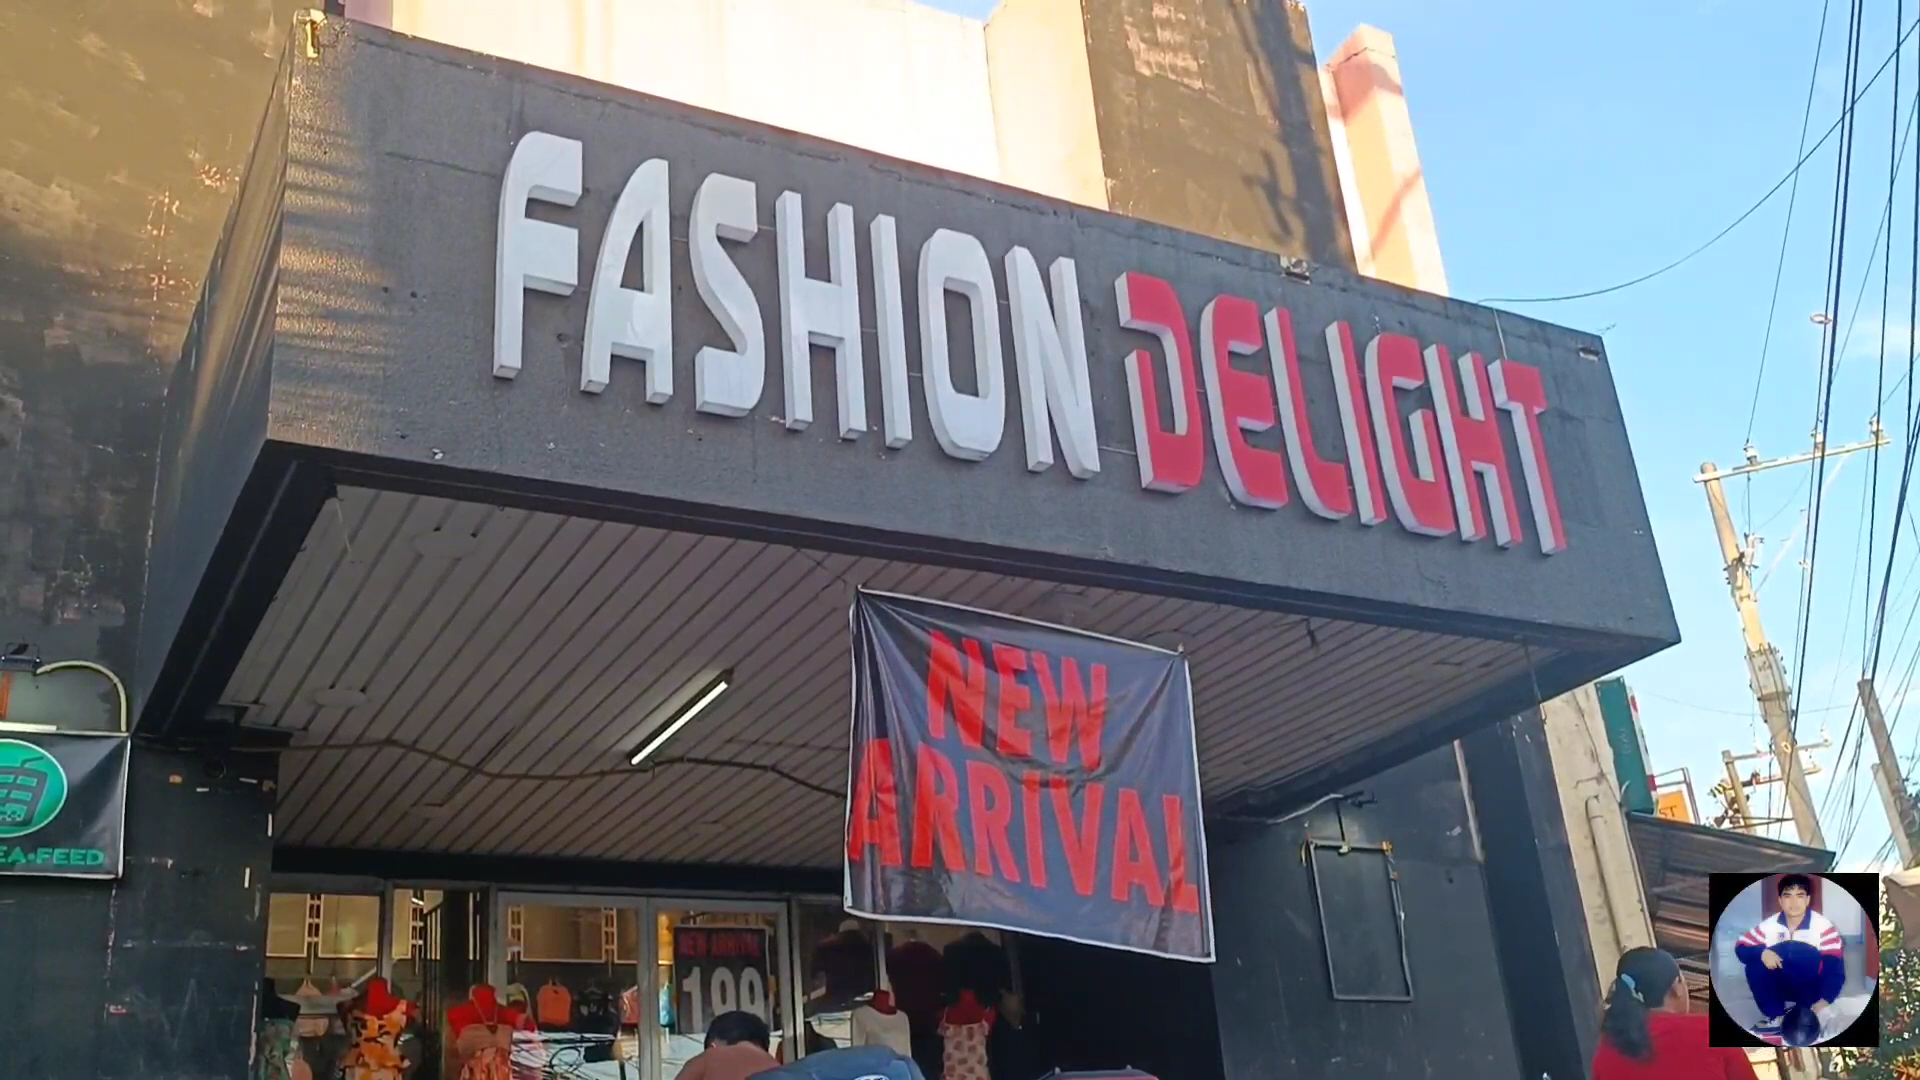 FASHION DELIGHT
NEW
ARRIVAL
EA•FEED
NEW ARRIVAL
199